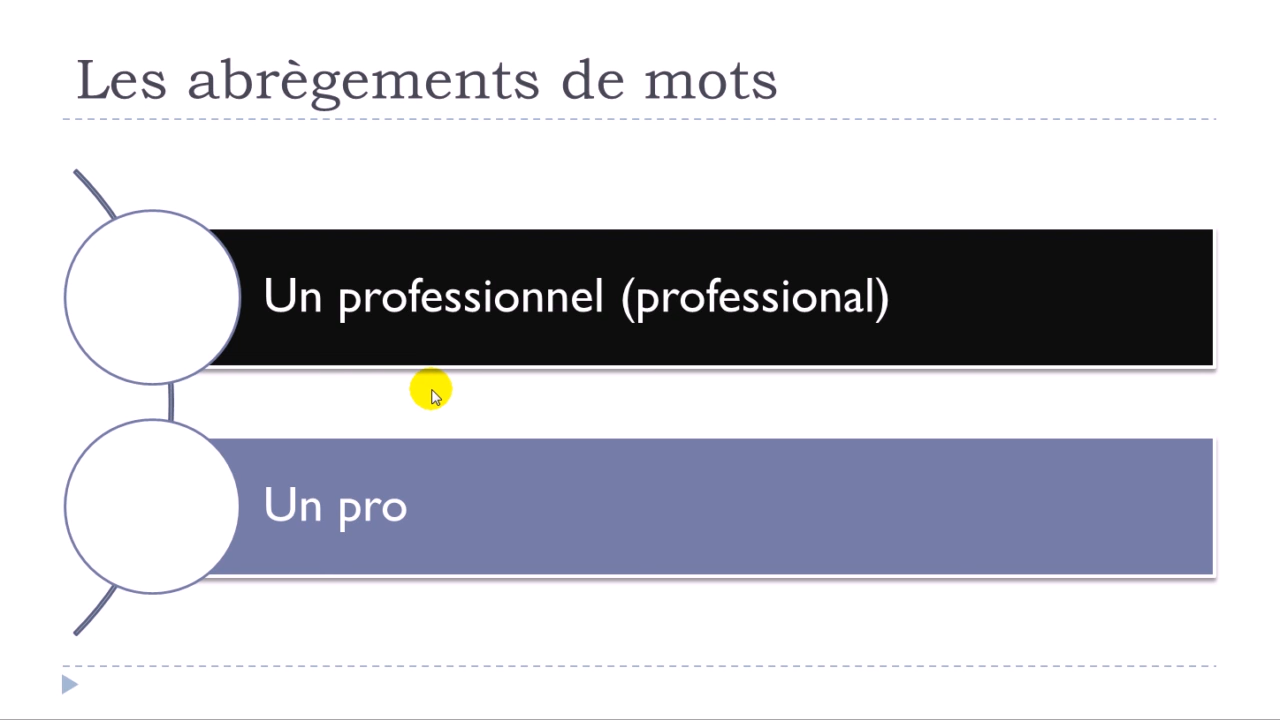 Les abrègements de mots
Un professionnel (professional)
Un pro